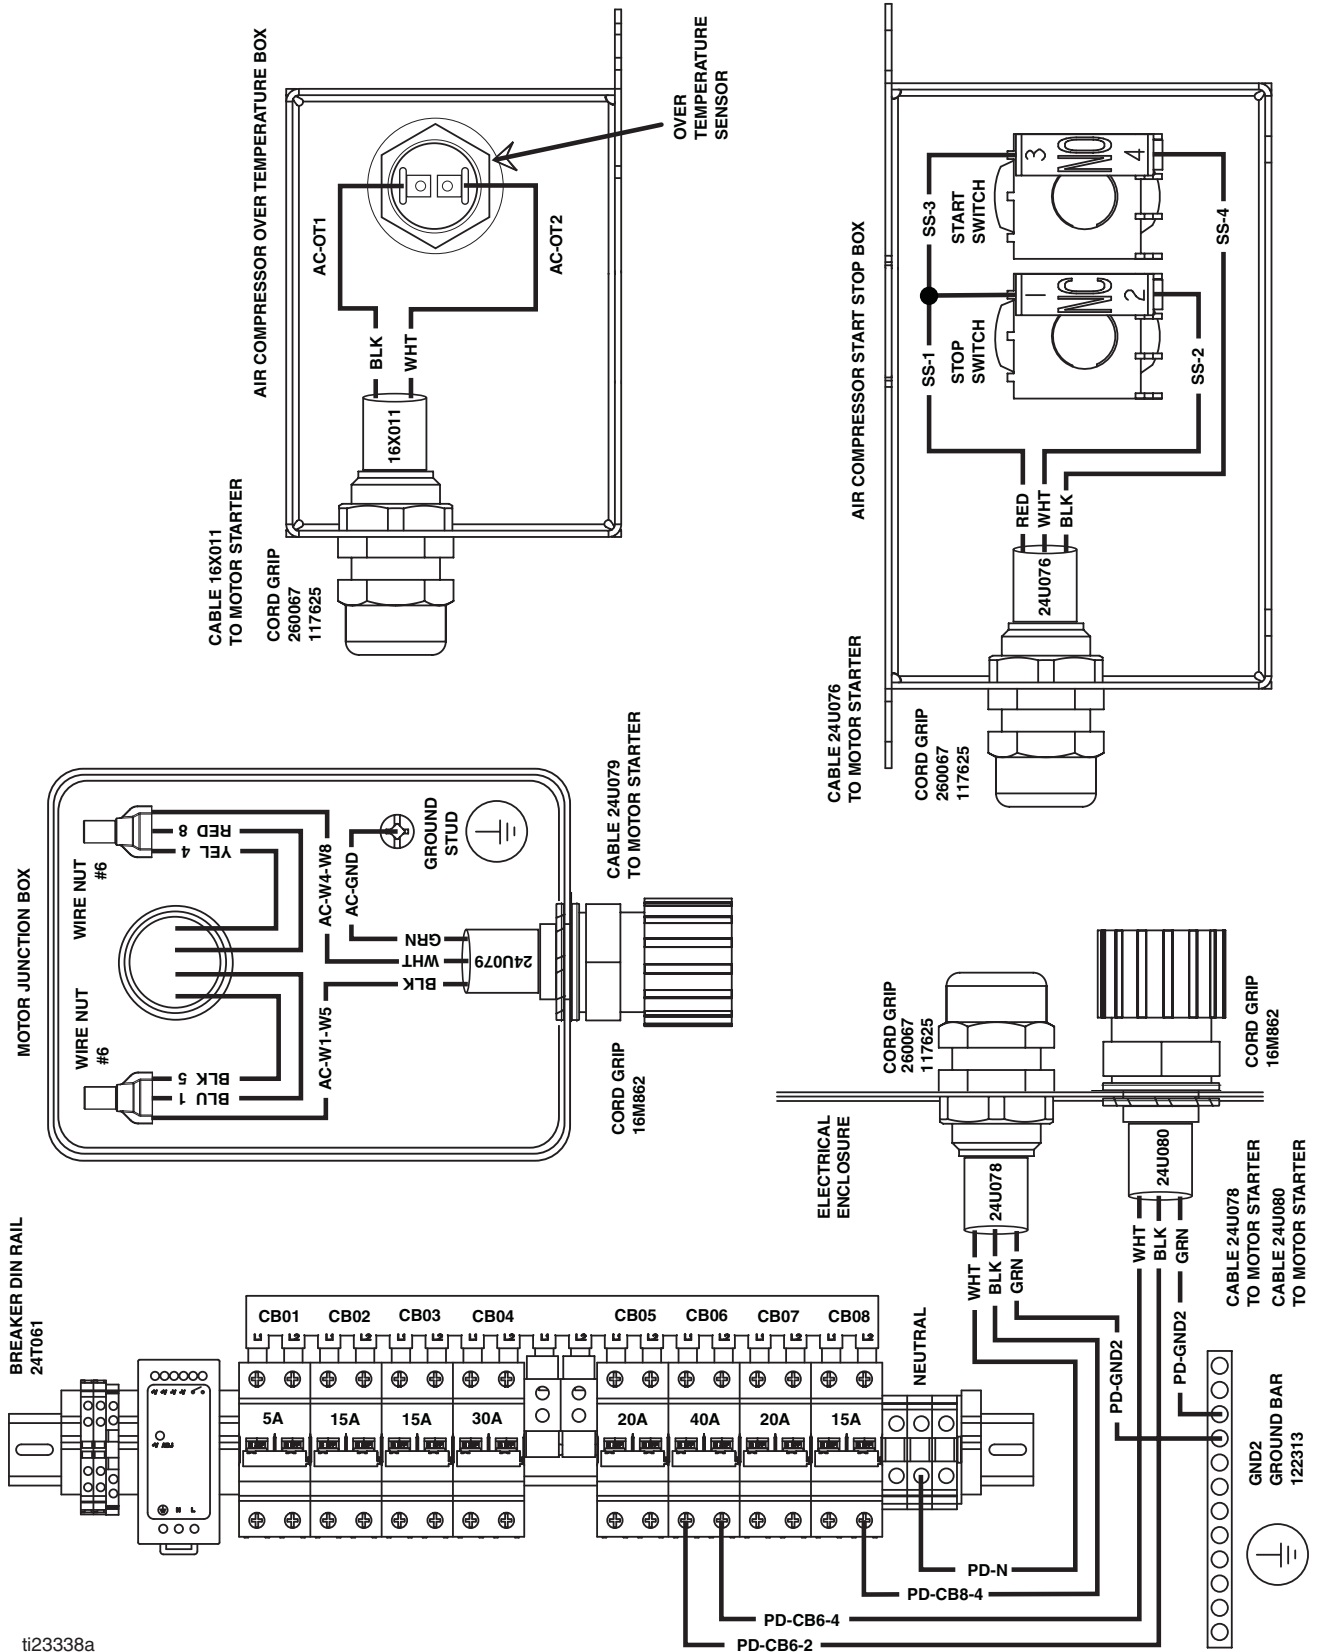 AIR COMPRESSOR OVER TEMPERATURE BOX
OVER
TEMPERATURE
SENSOR
AC-OT1
AC-OT2
BLK
WHT
16X011
CABLE 16X011
TO MOTOR STARTER
CORD GRIP
260067
117625
AIR COMPRESSOR START STOP BOX
SS-3
START
SWITCH
3
NO
4
SS-4
SS-1
STOP
SWITCH
1
NC
2
SS-2
RED
WHT
BLK
24U076
CABLE 24U076
TO MOTOR STARTER
CORD GRIP
260067
117625
MOTOR JUNCTION BOX
WIRE NUT
#6
RED 8
YEL 4
WIRE NUT
#6
BLK 5
BLU 1
AC-W4-W8
AC-GND
GROUND
STUD
GRN
WHT
BLK
AC-W1-W5
24U079
CABLE 24U079
TO MOTOR STARTER
CORD GRIP
16M862
ELECTRICAL
ENCLOSURE
CORD GRIP
260067
117625
24U078
WHT
BLK
GRN
CORD GRIP
16M862
24U080
WHT
BLK
GRN
CABLE 24U078
TO MOTOR STARTER
CABLE 24U080
TO MOTOR STARTER
BREAKER DIN RAIL
24T061
CB01 CB02 CB03 CB04 CB05 CB06 CB07 CB08
5A 15A 15A 30A 20A 40A 20A 15A
N L
NEUTRAL
PD-GND2
PD-GND2
GND2
GROUND BAR
122313
PD-N
PD-CB8-4
PD-CB6-4
PD-CB6-2
ti23338a